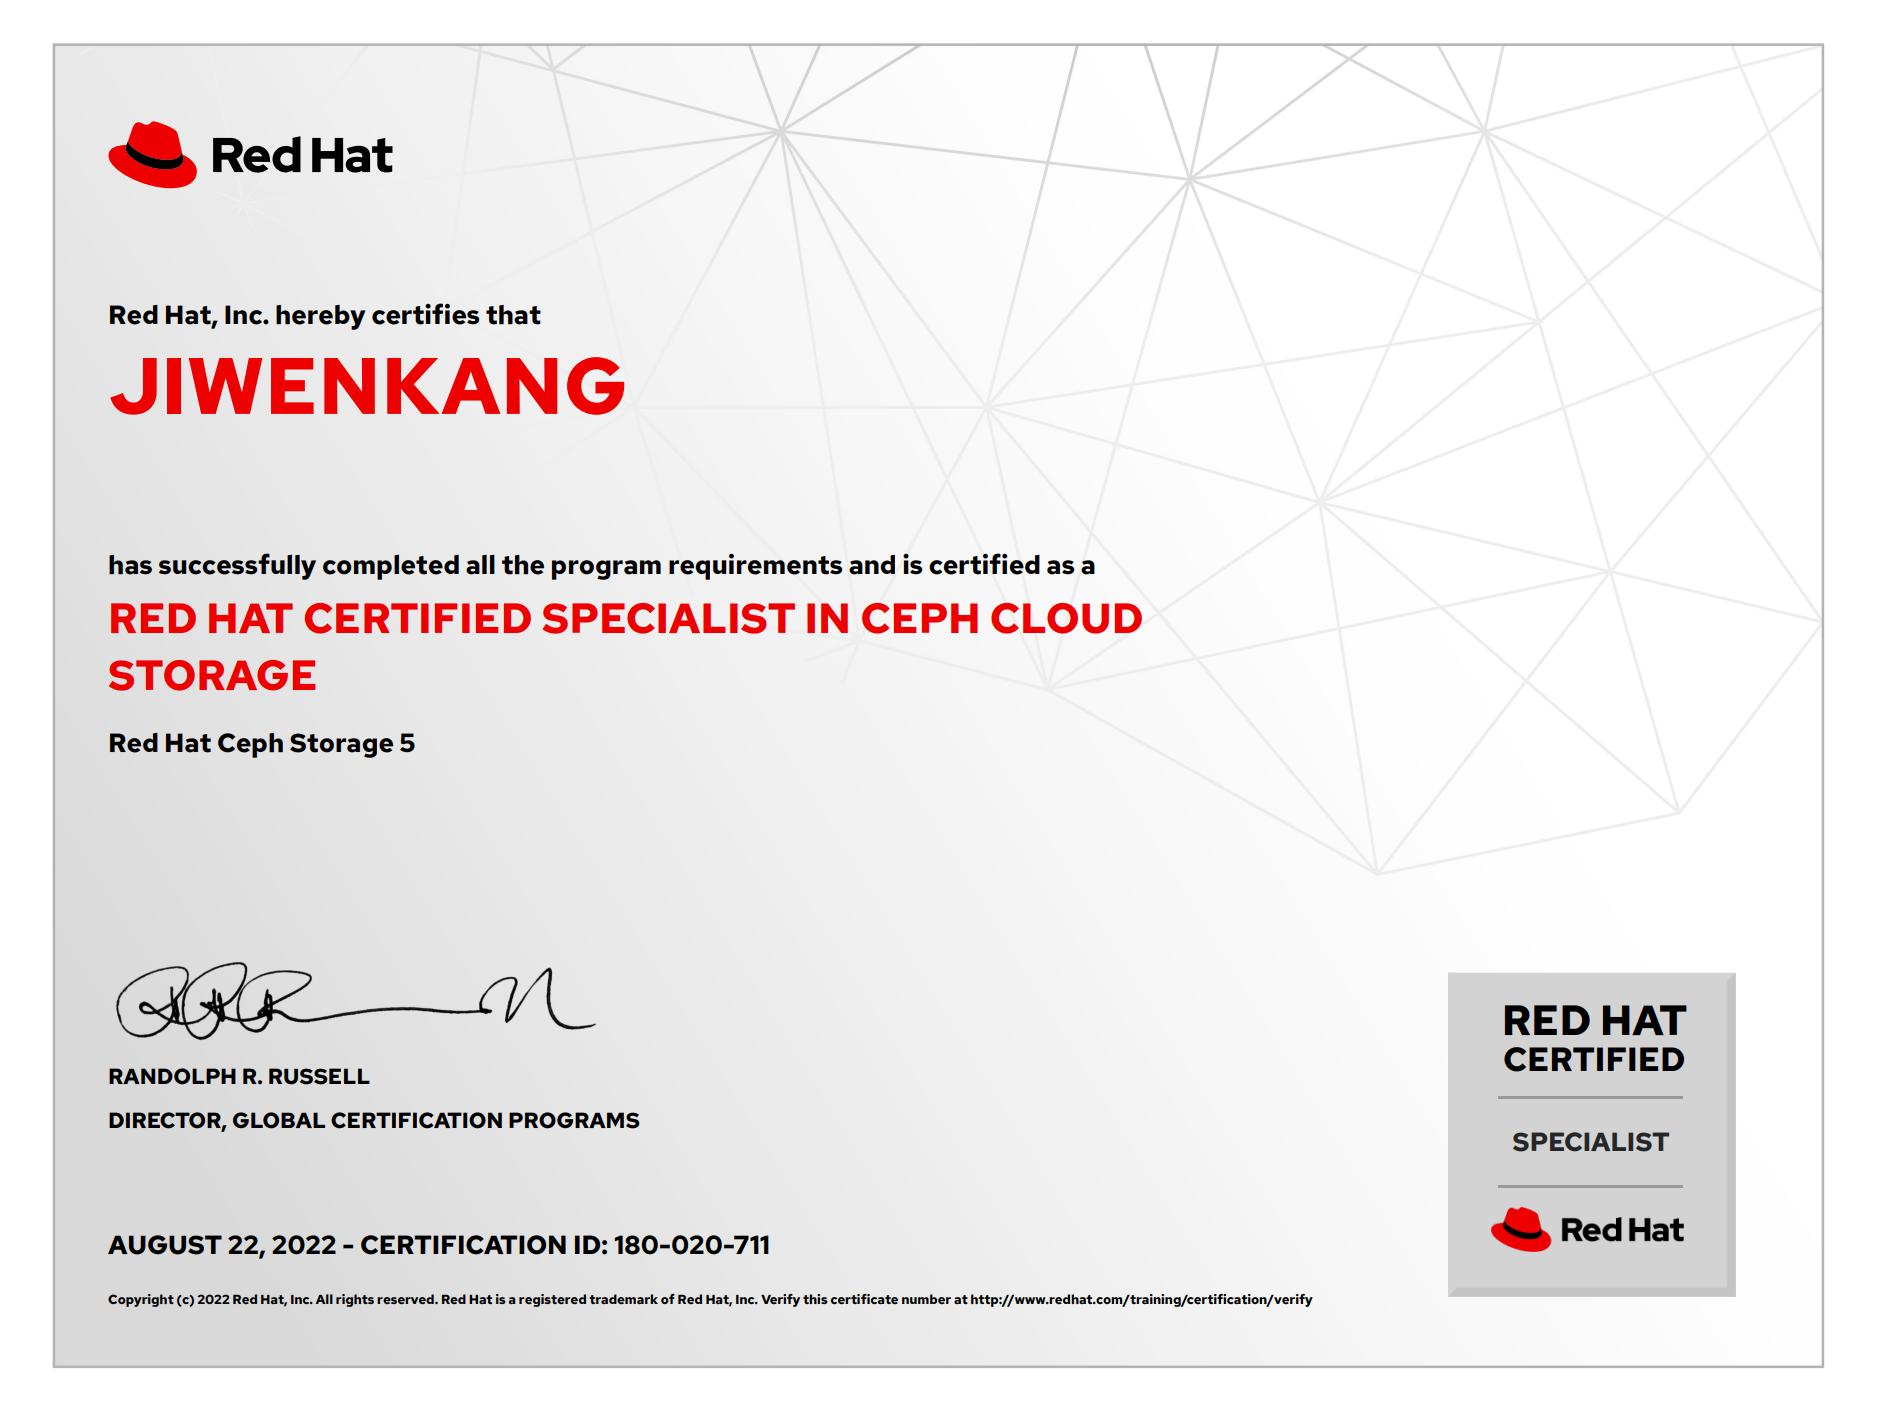 Red Hat
Red Hat, Inc. hereby certifies that
JIWENKANG
has successfully completed all the program requirements and is certified as a
RED HAT CERTIFIED SPECIALIST IN CEPH CLOUD
STORAGE
Red Hat Ceph Storage 5
RANDOLPH R. RUSSELL
DIRECTOR, GLOBAL CERTIFICATION PROGRAMS
AUGUST 22, 2022 - CERTIFICATION ID: 180-020-711
Copyright (c) 2022 Red Hat, Inc. All rights reserved. Red Hat is a registered trademark of Red Hat, Inc. Verify this certificate number at http://www.redhat.com/training/certification/verify
RED HAT
CERTIFIED
SPECIALIST
Red Hat